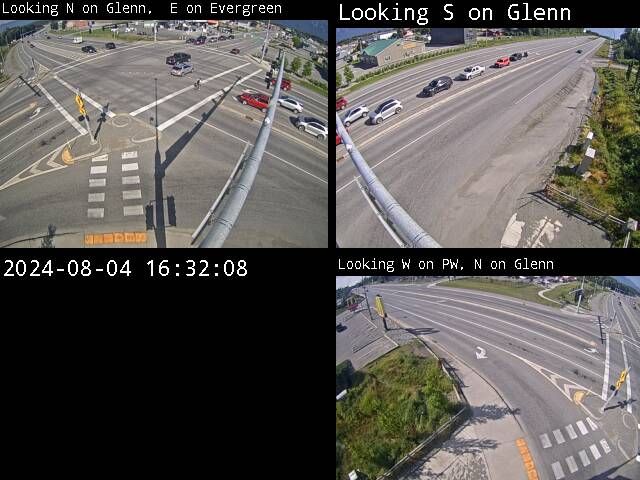 Looking N on Glenn, E on Evergreen
Looking S on Glenn
2024-08-04 16:32:08
Looking W on PW, N on Glenn